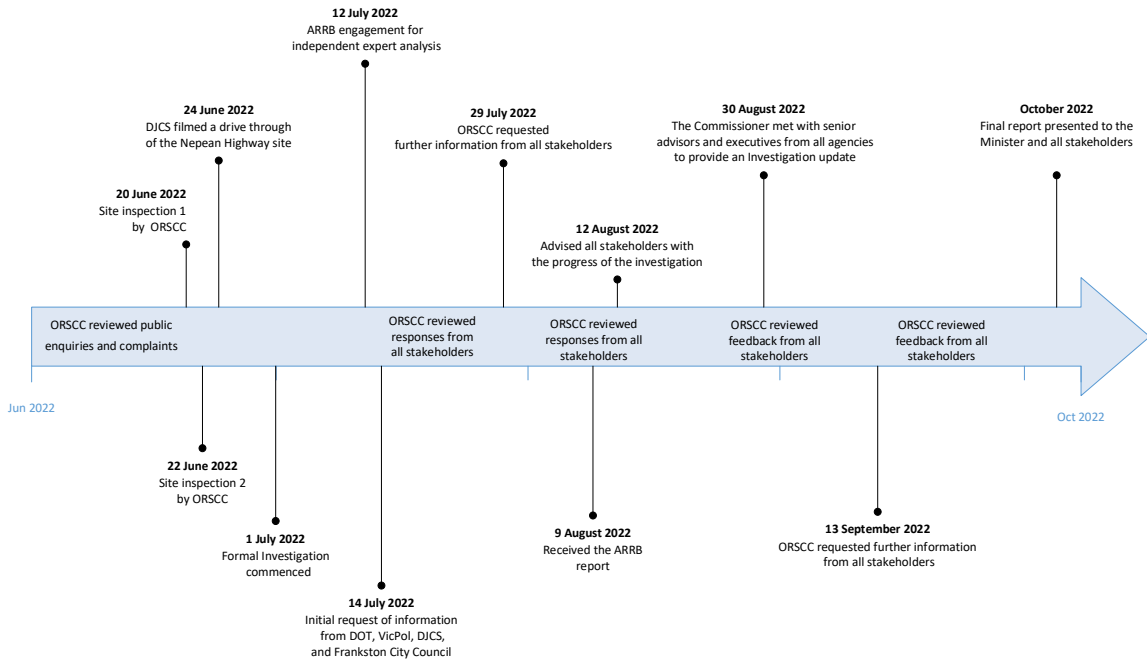 12 July 2022
ARRB engagement for
independent expert analysis
24 June 2022
DJCS filmed a drive through
of the Nepean Highway site
29 July 2022
ORSCC requested
further information from all stakeholders
30 August 2022
The Commissioner met with senior
advisors and executives from all agencies
to provide an Investigation update
October 2022
Final report presented to the
Minister and all stakeholders
20 June 2022
Site inspection 1
by ORSCC
12 August 2022
Advised all stakeholders with
the progress of the investigation
ORSCC reviewed public
enquiries and complaints
ORSCC reviewed
responses from
all stakeholders
ORSCC reviewed
responses from all
stakeholders
ORSCC reviewed
feedback from all
stakeholders
ORSCC reviewed
feedback from all
stakeholders
Jun 2022
Oct 2022
22 June 2022
Site inspection 2
by ORSCC
1 July 2022
Formal Investigation
commenced
14 July 2022
Initial request of information
from DOT, VicPol, DJCS,
and Frankston City Council
9 August 2022
Received the ARRB
report
13 September 2022
ORSCC requested further information
from all stakeholders